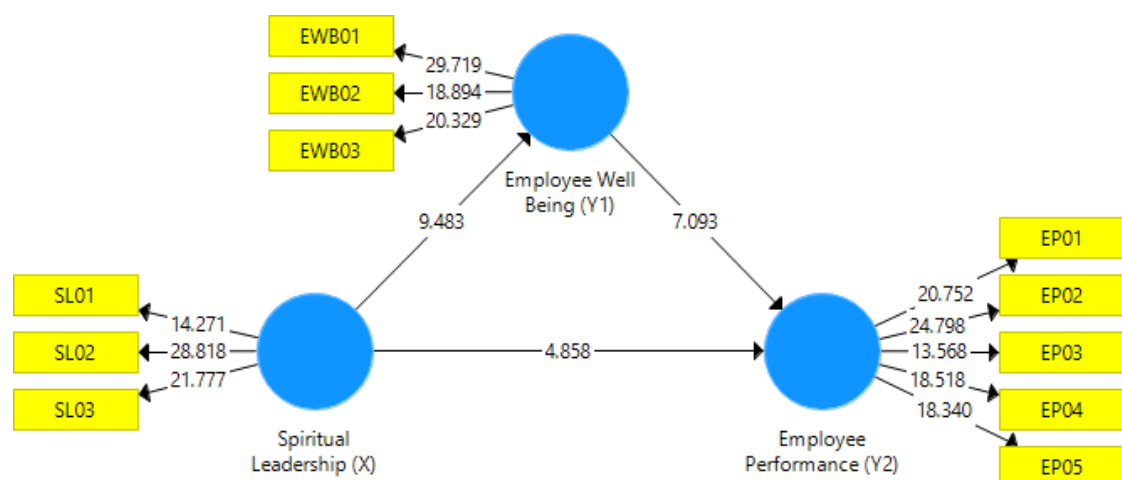 EWB01
29.719
EWB02
18.894
EWB03
20.329
Employee Well
Being (Y1)
9.483
7.093
SL01
14.271
SL02
28.818
SL03
21.777
Spiritual
Leadership (X)
4.858
EP01
20.752
EP02
24.798
EP03
13.568
EP04
18.518
EP05
18.340
Employee
Performance (Y2)